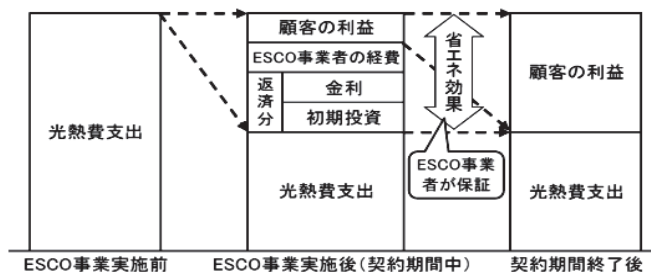 光熱費支出
顧客の利益
ESCO事業者の経費
返済分
金利
初期投資
光熱費支出
省エネ効果
ESCO事業
者が保証
顧客の利益
光熱費支出
ESCO事業実施前
ESCO事業実施後(契約期間中)
契約期間終了後